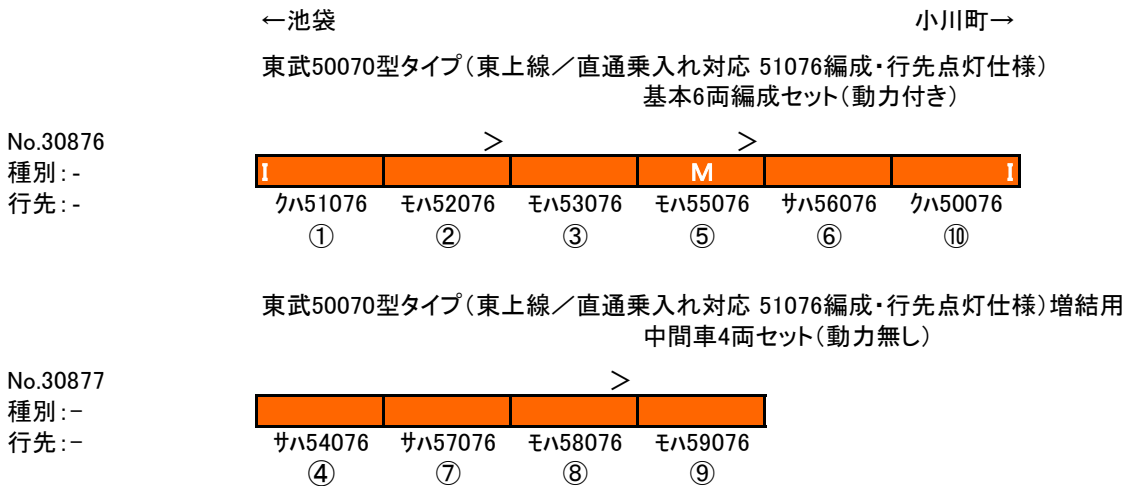 ←池袋 小川町→
東武50070型タイプ(東上線／直通乗入れ対応 51076編成・行先点灯仕様)
基本6両編成セット(動力付き)
No.30876 ＞ ＞
種別:- I M I
行先:- ｸﾊ51076 ﾓﾊ52076 ﾓﾊ53076 ﾓﾊ55076 ｻﾊ56076 ｸﾊ50076
① ② ③ ⑤ ⑥ ⑩
東武50070型タイプ(東上線／直通乗入れ対応 51076編成・行先点灯仕様)増結用
中間車4両セット(動力無し)
No.30877 ＞
種別:-
行先:- ｻﾊ54076 ｻﾊ57076 ﾓﾊ58076 ﾓﾊ59076
④ ⑦ ⑧ ⑨